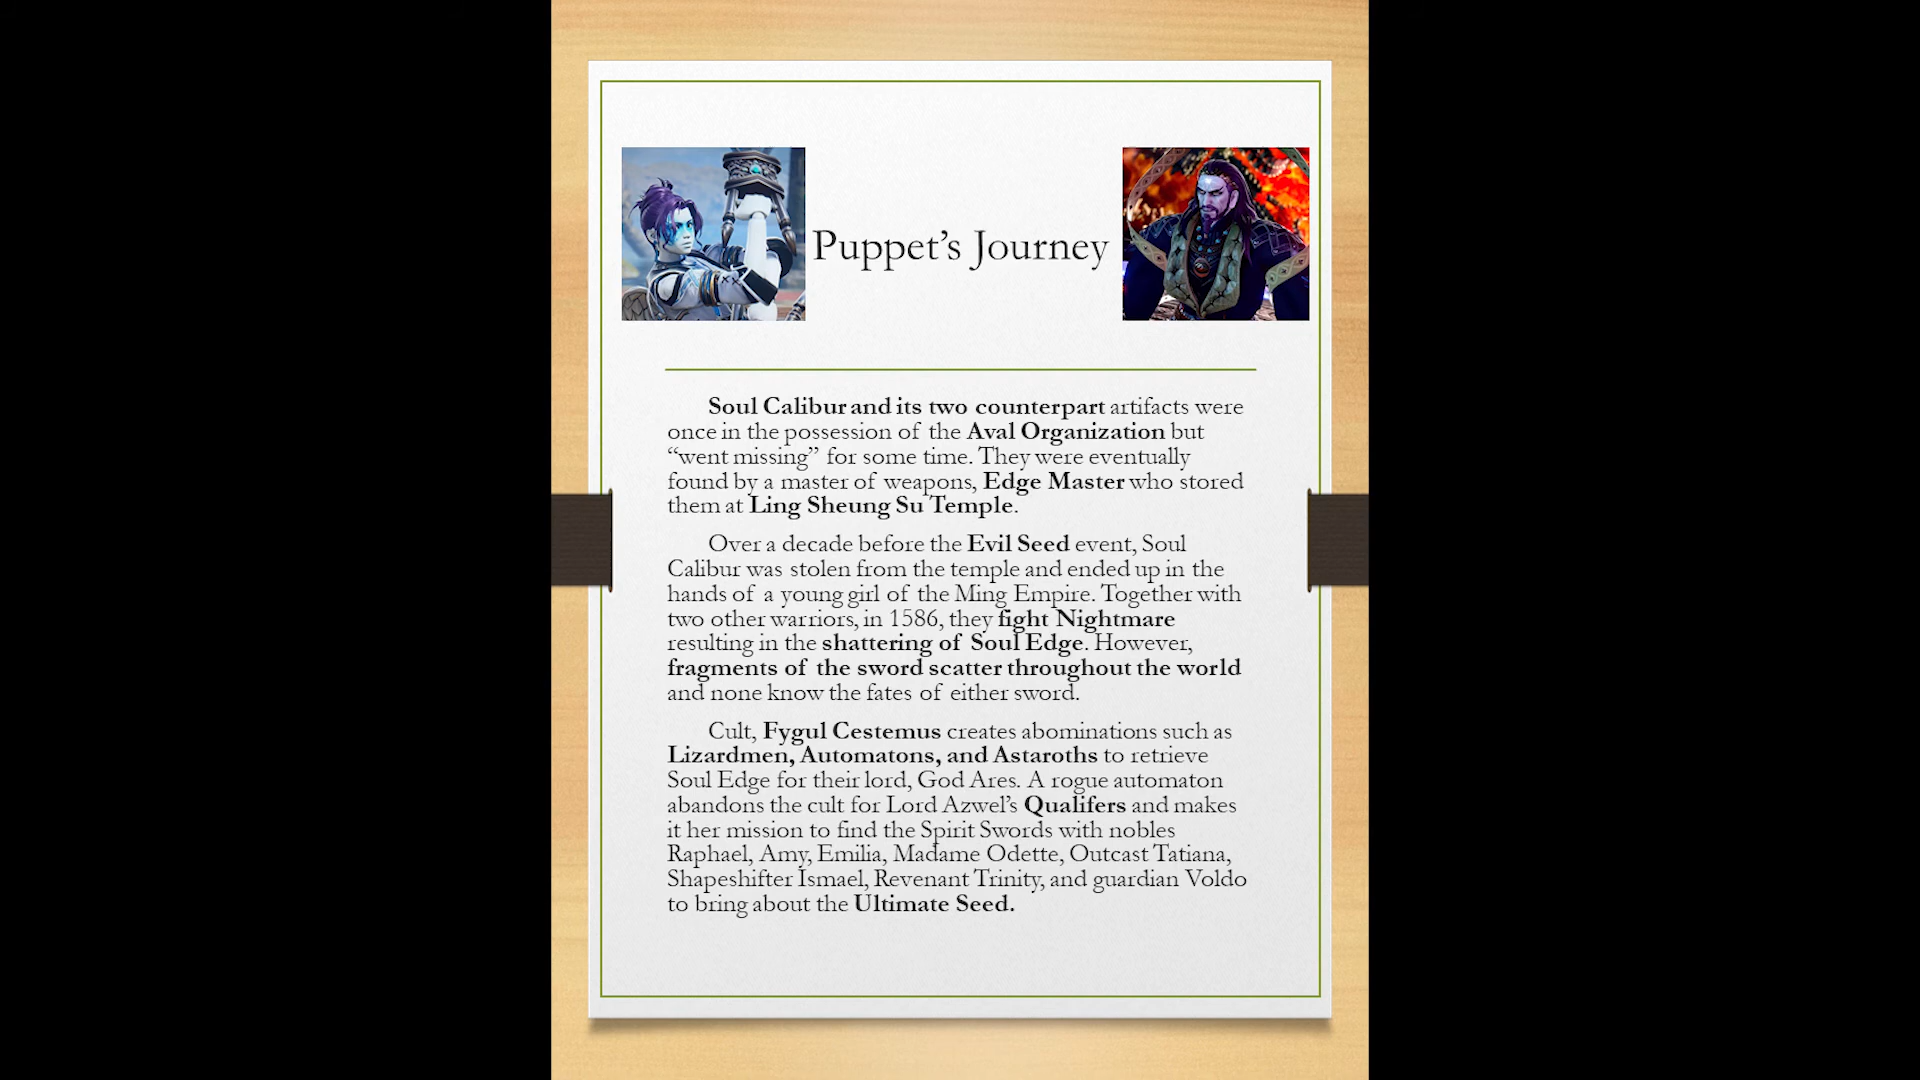 Puppet’s Journey
Soul Calibur and its two counterpart artifacts were
once in the possession of the Aval Organization but
“went missing” for some time. They were eventually
found by a master of weapons, Edge Master who stored
them at Ling Sheung Su Temple.
Over a decade before the Evil Seed event, Soul
Calibur was stolen from the temple and ended up in the
hands of a young girl of the Ming Empire. Together with
two other warriors, in 1586, they fight Nightmare
resulting in the shattering of Soul Edge. However,
fragments of the sword scatter throughout the world
and none know the fates of either sword.
Cult, Fygul Cestemus creates abominations such as
Lizardmen, Automatons, and Astaroths to retrieve
Soul Edge for their lord, God Ares. A rogue automaton
abandons the cult for Lord Azwel’s Qualifers and makes
it her mission to find the Spirit Swords with nobles
Raphael, Amy, Emilia, Madame Odette, Outcast Tatiana,
Shapeshifter Ismael, Revenant Trinity, and guardian Voldo
to bring about the Ultimate Seed.